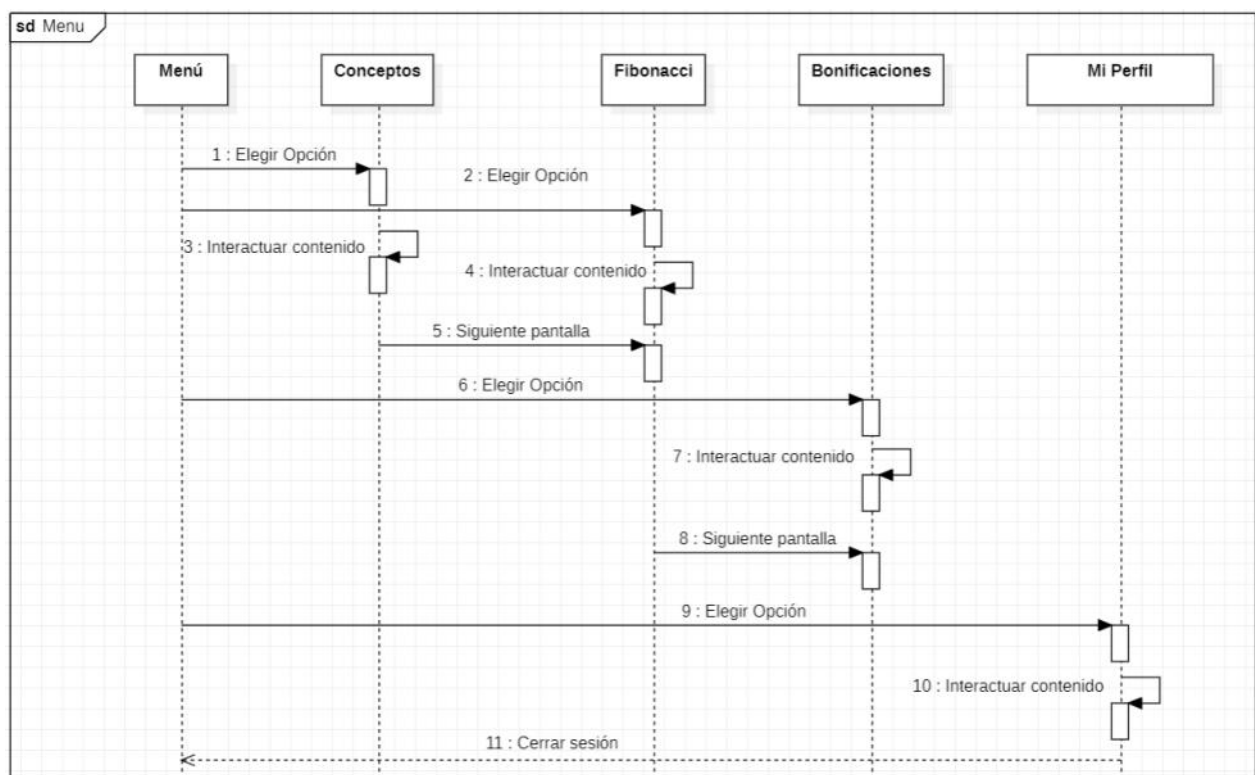 sd Menu
Menú
Conceptos
Fibonacci
Bonificaciones
Mi Perfil
1 : Elegir Opción
2 : Elegir Opción
3 : Interactuar contenido
4 : Interactuar contenido
5 : Siguiente pantalla
6 : Elegir Opción
7 : Interactuar contenido
8 : Siguiente pantalla
9 : Elegir Opción
10 : Interactuar contenido
11 : Cerrar sesión